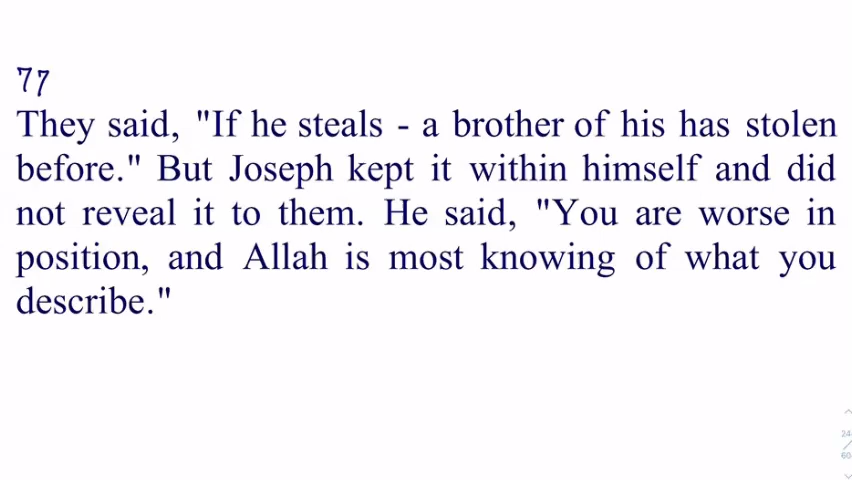 77
They said, "If he steals - a brother of his has stolen
before." But Joseph kept it within himself and did
not reveal it to them. He said, "You are worse in
position, and Allah is most knowing of what you
describe."